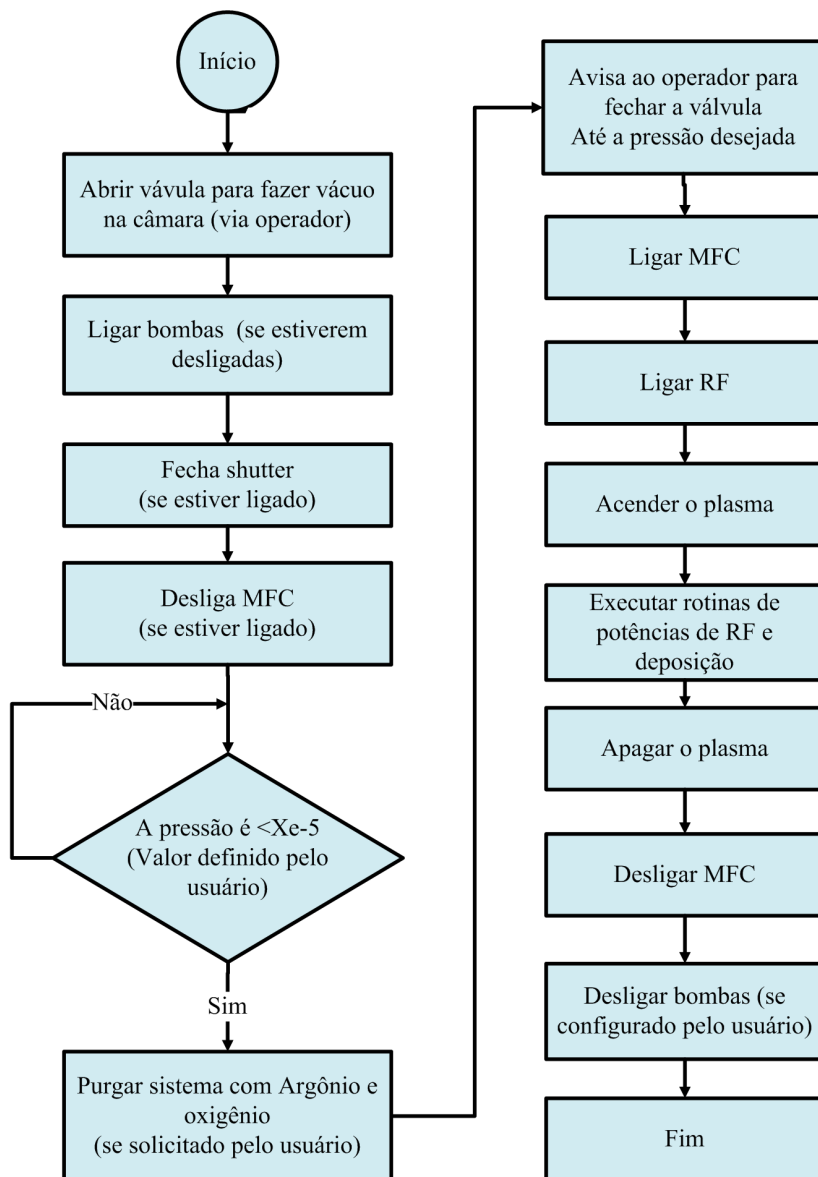 Início
Abrir vávula para fazer vácuo
na câmara (via operador)
Ligar bombas (se estiverem
desligadas)
Fecha shutter
(se estiver ligado)
Desliga MFC
(se estiver ligado)
Não
A pressão é <Xe-5
(Valor definido pelo
usuário)
Sim
Purgar sistema com Argônio e
oxigênio
(se solicitado pelo usuário)
Avisa ao operador para
fechar a válvula
Até a pressão desejada
Ligar MFC
Ligar RF
Acender o plasma
Executar rotinas de
potências de RF e
deposição
Apagar o plasma
Desligar MFC
Desligar bombas (se
configurado pelo usuário)
Fim